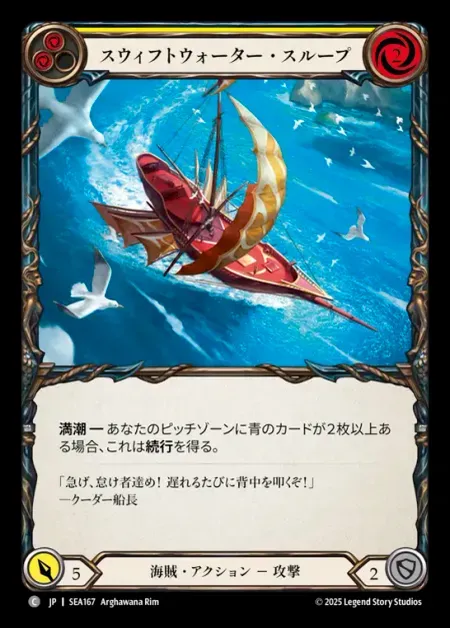 スウィフトウォーター・スループ
2
満潮 ー あなたのピッチゾーンに青のカードが２枚以上あ
る場合、これは続行を得る。
「急げ、怠け者達め! 遅れるたびに背中を叩くぞ!」
―クーダー船長
5
海賊・アクション − 攻撃
2
C JP | SEA167 Arghawana Rim
© 2025 Legend Story Studios